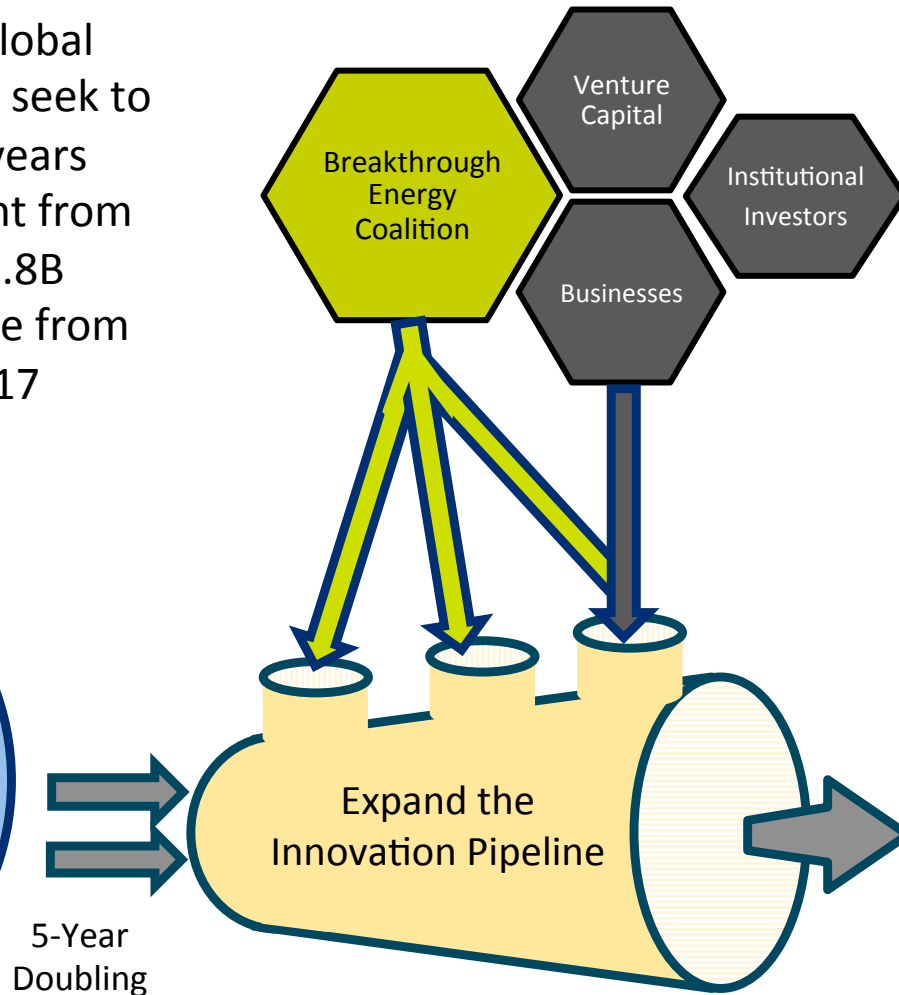 lobal
seek to
years
nt from
.8B
e from
17
Breakthrough
Energy
Coalition
Venture
Capital
Institutional
Investors
Businesses
Expand the
Innovation Pipeline
5-Year
Doubling